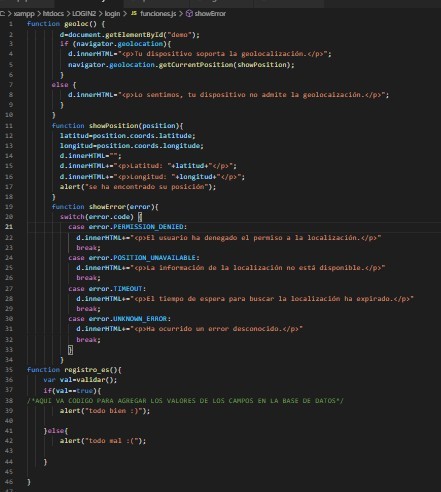 C: > xampp > htdocs > LOGIN2 > login > JS funciones.js > showError
1 function geoloc() {
2 d=document.getElementById("demo");
3 if (navigator.geolocation){
4 d.innerHTML="<p>Tu dispositivo soporta la geolocalización.</p>";
5 navigator.geolocation.getCurrentPosition(showPosition);
6 }
7 else {
8 d.innerHTML="<p>Lo sentimos, tu dispositivo no admite la geolocaización.</p>";
9 }
10 }
11 function showPosition(position){
12 latitud=position.coords.latitude;
13 longitud=position.coords.longitude;
14 d.innerHTML="";
15 d.innerHTML+="<p>Latitud: "+latitud+"</p>";
16 d.innerHTML+="<p>Longitud: "+longitud+"</p>";
17 alert("se ha encontrado su posición");
18 }
19 function showError(error){
20 switch(error.code) {
21 case error.PERMISSION_DENIED:
22 d.innerHTML+="<p>El usuario ha denegado el permiso a la localización.</p>"
23 break;
24 case error.POSITION_UNAVAILABLE:
25 d.innerHTML+="<p>La información de la localización no está disponible.</p>"
26 break;
27 case error.TIMEOUT:
28 d.innerHTML+="<p>El tiempo de espera para buscar la localización ha expirado.</p>"
29 break;
30 case error.UNKNOWN_ERROR:
31 d.innerHTML+="<p>Ha ocurrido un error desconocido.</p>"
32 break;
33 }
34 }
35 function registro_es(){
36 var val=validar();
37 if(val==true){
38 /*AQUI VA CODIGO PARA AGREGAR LOS VALORES DE LOS CAMPOS EN LA BASE DE DATOS*/
39 alert("todo bien :)");
40
41 }else{
42 alert("todo mal :(");
43
44 }
45
46 }